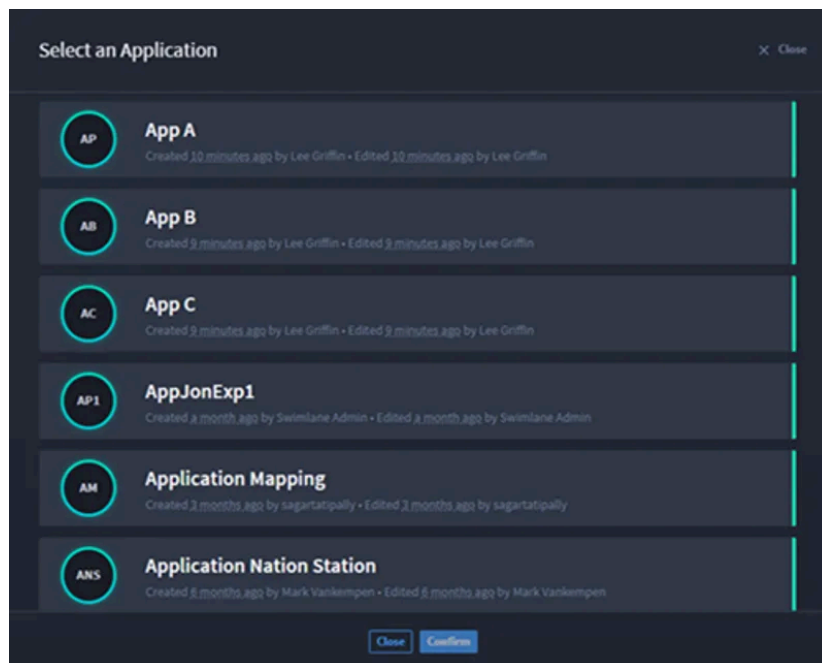 Select an Application
× Close
AP
App A
Created 10 minutes ago by Lee Griffin • Edited 10 minutes ago by Lee Griffin
AB
App B
Created 9 minutes ago by Lee Griffin • Edited 9 minutes ago by Lee Griffin
AC
App C
Created 9 minutes ago by Lee Griffin • Edited 9 minutes ago by Lee Griffin
AP1
AppJonExp1
Created a month ago by Swimlane Admin • Edited a month ago by Swimlane Admin
AM
Application Mapping
Created 3 months ago by sagartatipally • Edited 3 months ago by sagartatipally
ANS
Application Nation Station
Created 6 months ago by Mark Vankempen • Edited 6 months ago by Mark Vankempen
Close
Confirm